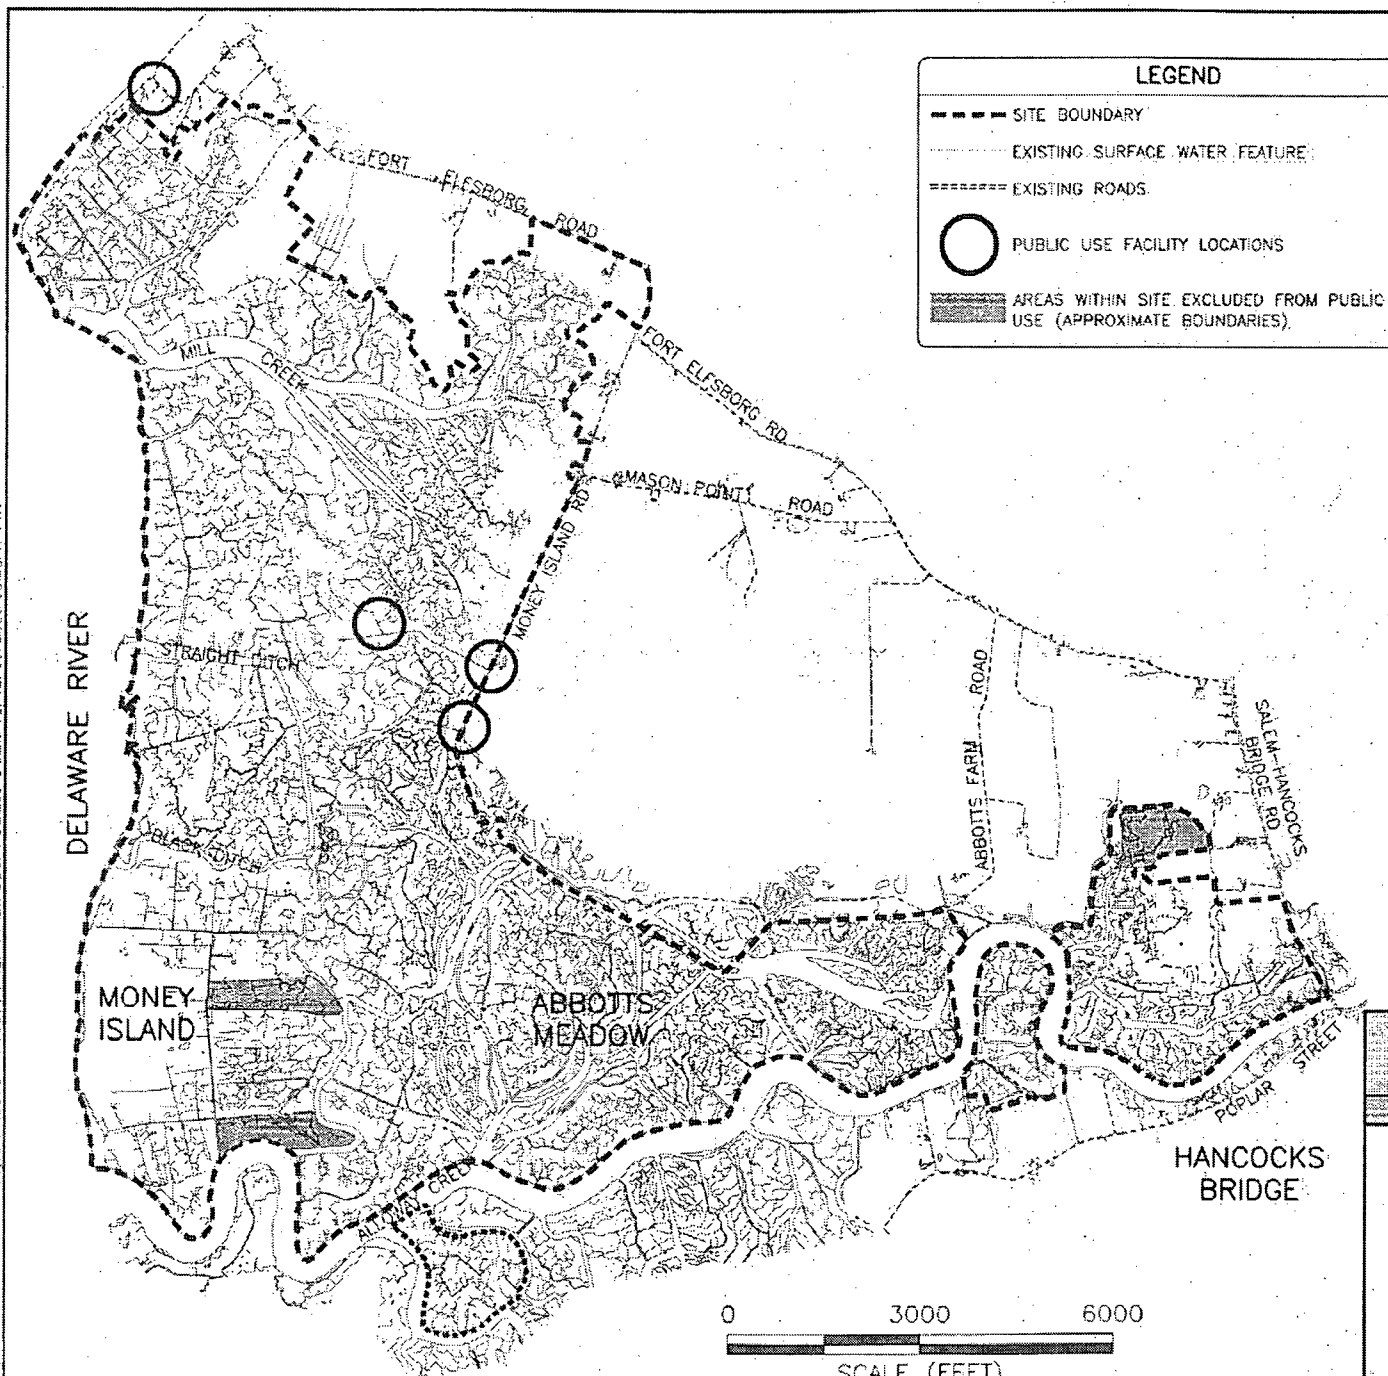 LEGEND
SITE BOUNDARY
EXISTING SURFACE WATER FEATURE
EXISTING ROADS
PUBLIC USE FACILITY LOCATIONS
AREAS WITHIN SITE EXCLUDED FROM PUBLIC
USE (APPROXIMATE BOUNDARIES)
FORT ELFSBORG ROAD
MILL CREEK
FORT ELFSBORG RD
MASON POINT ROAD
MONEY ISLAND RD
DELAWARE RIVER
STRAIGHT DITCH
ABBOTTS FARM ROAD
SALEM-HANCOCKS
BRIDGE RD
BLACK DITCH
MONEY
ISLAND
ABBOTTS
MEADOW
POPLAR STREET
HANCOCKS
BRIDGE
ALLOWAY CREEK
0 3000 6000
SCALE (FEET)